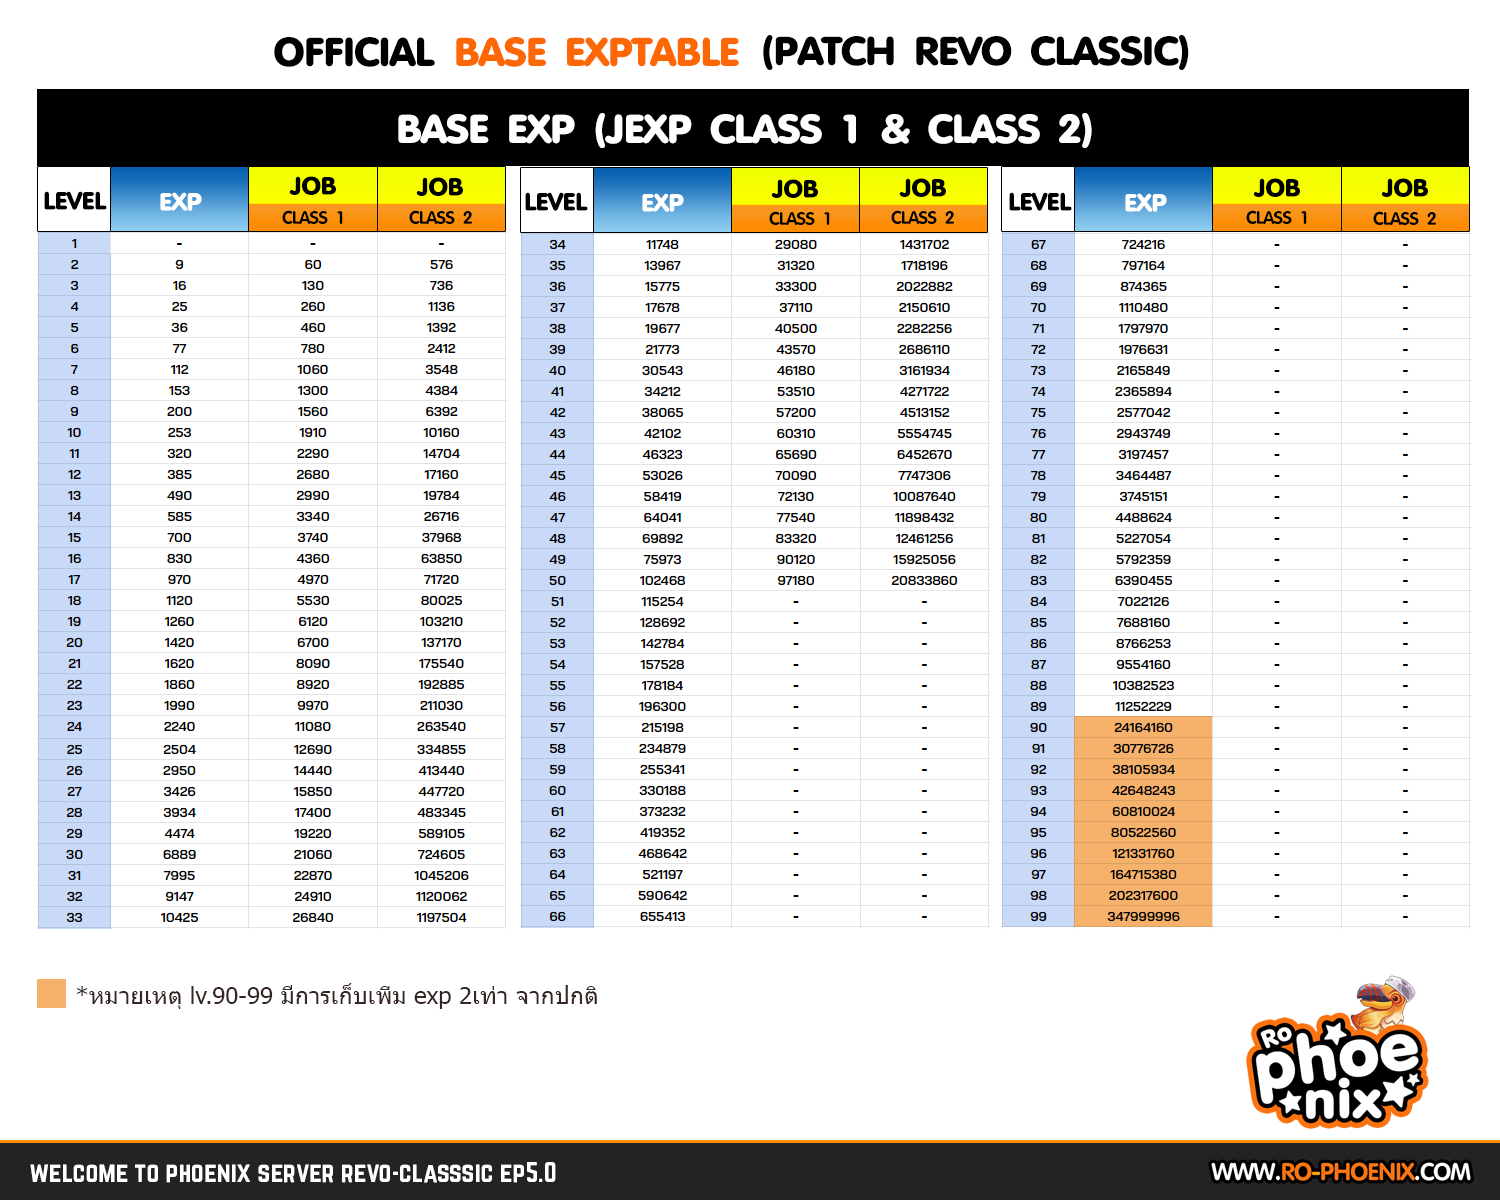 OFFICIAL BASE EXPTABLE (PATCH REVO CLASSIC)
BASE EXP (JEXP CLASS 1 & CLASS 2)
LEVEL EXP JOB CLASS 1 JOB CLASS 2
1 - - -
2 9 60 576
3 16 130 736
4 25 260 1136
5 36 460 1392
6 77 780 2412
7 112 1060 3548
8 153 1300 4384
9 200 1560 6392
10 253 1910 10160
11 320 2290 14704
12 385 2680 17160
13 490 2990 19784
14 585 3340 26716
15 700 3740 37968
16 830 4360 63850
17 970 4970 71720
18 1120 5530 80025
19 1260 6120 103210
20 1420 6700 137170
21 1620 8090 175540
22 1860 8920 192885
23 1990 9970 211030
24 2240 11080 263540
25 2504 12690 334855
26 2950 14440 413440
27 3426 15850 447720
28 3934 17400 483345
29 4474 19220 589105
30 6889 21060 724605
31 7995 22870 1045206
32 9147 24910 1120062
33 10425 26840 1197504
LEVEL EXP JOB CLASS 1 JOB CLASS 2
34 11748 29080 1431702
35 13967 31320 1718196
36 15775 33300 2022882
37 17678 37110 2150610
38 19677 40500 2282256
39 21773 43570 2686110
40 30543 46180 3161934
41 34212 53510 4271722
42 38065 57200 4513152
43 42102 60310 5554745
44 46323 65690 6452670
45 53026 70090 7747306
46 58419 72130 10087640
47 64041 77540 11898432
48 69892 83320 12461256
49 75973 90120 15925056
50 102468 97180 20833860
51 115254 - -
52 128692 - -
53 142784 - -
54 157528 - -
55 178184 - -
56 196300 - -
57 215198 - -
58 234879 - -
59 255341 - -
60 330188 - -
61 373232 - -
62 419352 - -
63 468642 - -
64 521197 - -
65 590642 - -
66 655413 - -
LEVEL EXP JOB CLASS 1 JOB CLASS 2
67 724216 - -
68 797164 - -
69 874365 - -
70 1110480 - -
71 1797970 - -
72 1976631 - -
73 2165849 - -
74 2365894 - -
75 2577042 - -
76 2943749 - -
77 3197457 - -
78 3464487 - -
79 3745151 - -
80 4488624 - -
81 5227054 - -
82 5792359 - -
83 6390455 - -
84 7022126 - -
85 7688160 - -
86 8766253 - -
87 9554160 - -
88 10382523 - -
89 11252229 - -
90 24164160 - -
91 30776726 - -
92 38105934 - -
93 42648243 - -
94 60810024 - -
95 80522560 - -
96 121331760 - -
97 164715380 - -
98 202317600 - -
99 347999996 - -
*หมายเหตุ lv.90-99 มีการเก็บเพิ่ม exp 2เท่า จากปกติ
RO
phoe
nix
WELCOME TO PHOENIX SERVER REVO-CLASSSIC EP5.0
WWW.RO-PHOENIX.COM